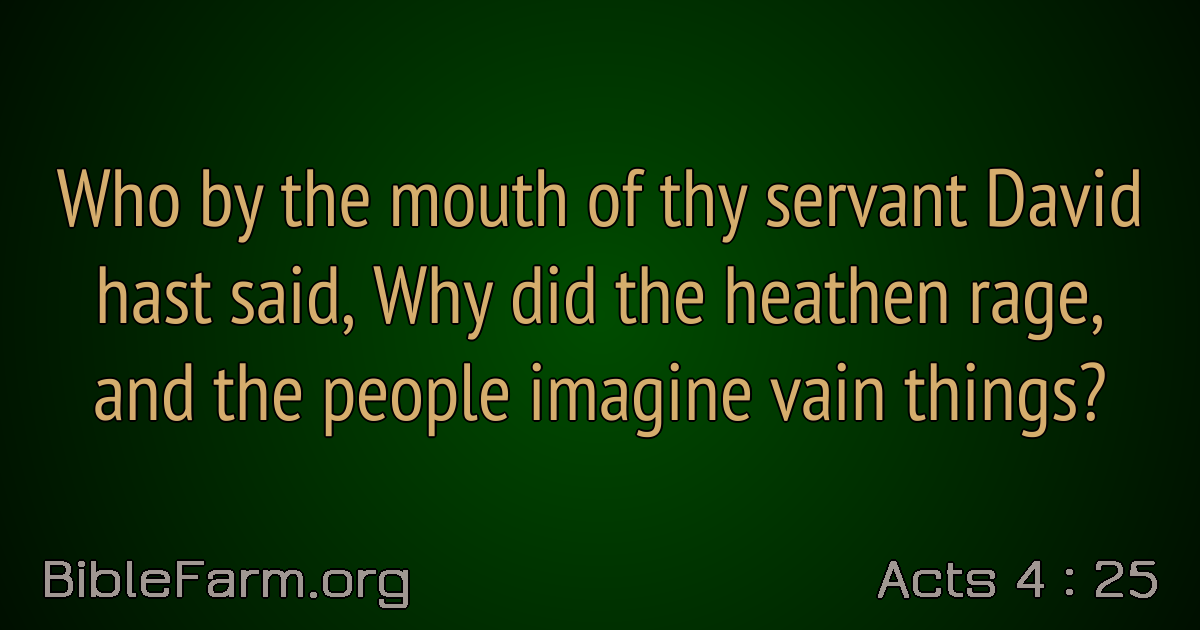 Who by the mouth of thy servant David
hast said, Why did the heathen rage,
and the people imagine vain things?
BibleFarm.org
Acts 4 : 25